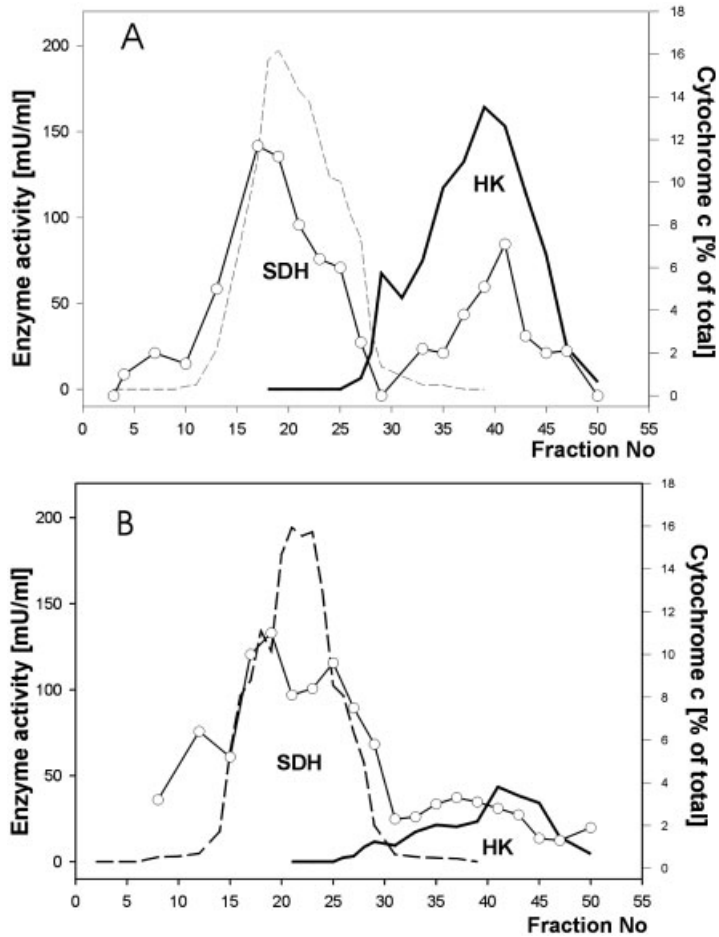 A
Enzyme activity [mU/ml]
200
150
100
50
0
SDH
HK
18
16
14
12
10
8
6
4
2
0
Cytochrome c [% of total]
0 5 10 15 20 25 30 35 40 45 50 55
Fraction No
B
Enzyme activity [mU/ml]
200
150
100
50
0
SDH
HK
18
16
14
12
10
8
6
4
2
0
Cytochrome c [% of total]
0 5 10 15 20 25 30 35 40 45 50 55
Fraction No